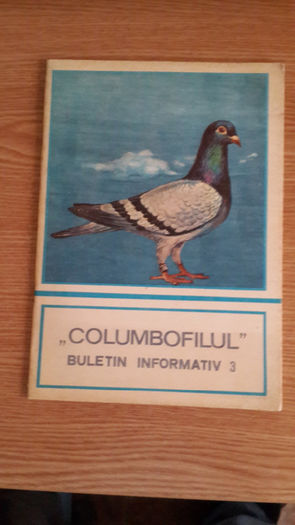 „COLUMBOFILUL”
BULETIN INFORMATIV 3